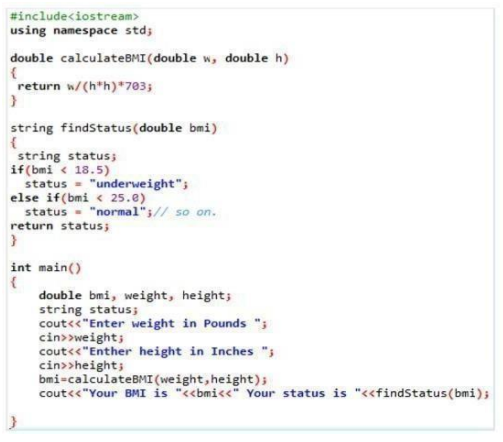 #include<iostream>
using namespace std;

double calculateBMI(double w, double h)
{
 return w/(h*h)*703;
}

string findStatus(double bmi)
{
 string status;
if(bmi < 18.5)
  status = "underweight";
else if(bmi < 25.0)
  status = "normal";// so on.
return status;
}

int main()
{
    double bmi, weight, height;
    string status;
    cout<<"Enter weight in Pounds ";
    cin>>weight;
    cout<<"Enther height in Inches ";
    cin>>height;
    bmi=calculateBMI(weight,height);
    cout<<"Your BMI is "<<bmi<<" Your status is "<<findStatus(bmi);

}